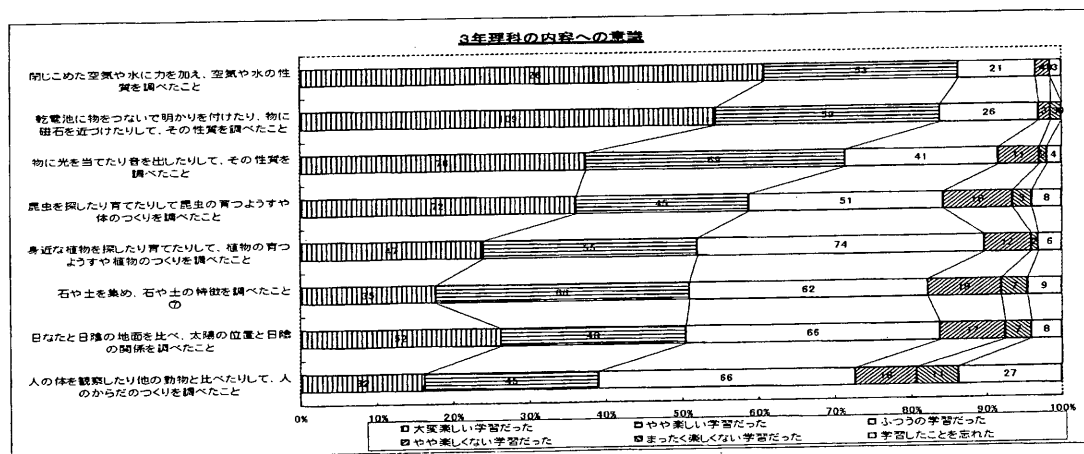 3年理科の内容への意識
閉じこめた空気や水に力を加え、空気や水の性
質を調べたこと
21
乾電池に物をつないで明かりを付けたり、物に
磁石を近づけたりして、その性質を調べたこと
109
26
物に光を当てたり音を出したりして、その性質を
調べたこと
69
41
11
4
昆虫を探したり育てたりして昆虫の育つようすや
体のつくりを調べたこと
72
45
51
8
身近な植物を探したり育てたりして、植物の育つ
ようすや植物のつくりを調べたこと
47
55
74
6
石や土を集め、石や土の特徴を調べたこと
⑦
35
62
19
7
9
日なたと日陰の地面を比べ、太陽の位置と日陰
の関係を調べたこと
52
48
66
17
7
8
人の体を観察したり他の動物と比べたりして、人
のからだのつくりを調べたこと
32
45
66
16
11
27
0% 10% 20% 30% 40% 50% 60% 70% 80% 90% 100%
大変楽しい学習だった やや楽しい学習だった ふつうの学習だった
やや楽しくない学習だった まったく楽しくない学習だった 学習したことを忘れた